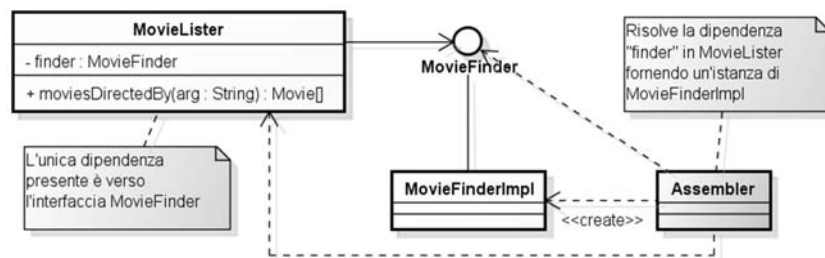 MovieLister
- finder : MovieFinder
+ moviesDirectedBy(arg : String) : Movie[]
MovieFinder
Risolve la dipendenza
"finder" in MovieLister
fornendo un'istanza di
MovieFinderImpl
L'unica dipendenza
presente è verso
l'interfaccia MovieFinder
MovieFinderImpl
<<create>>
Assembler